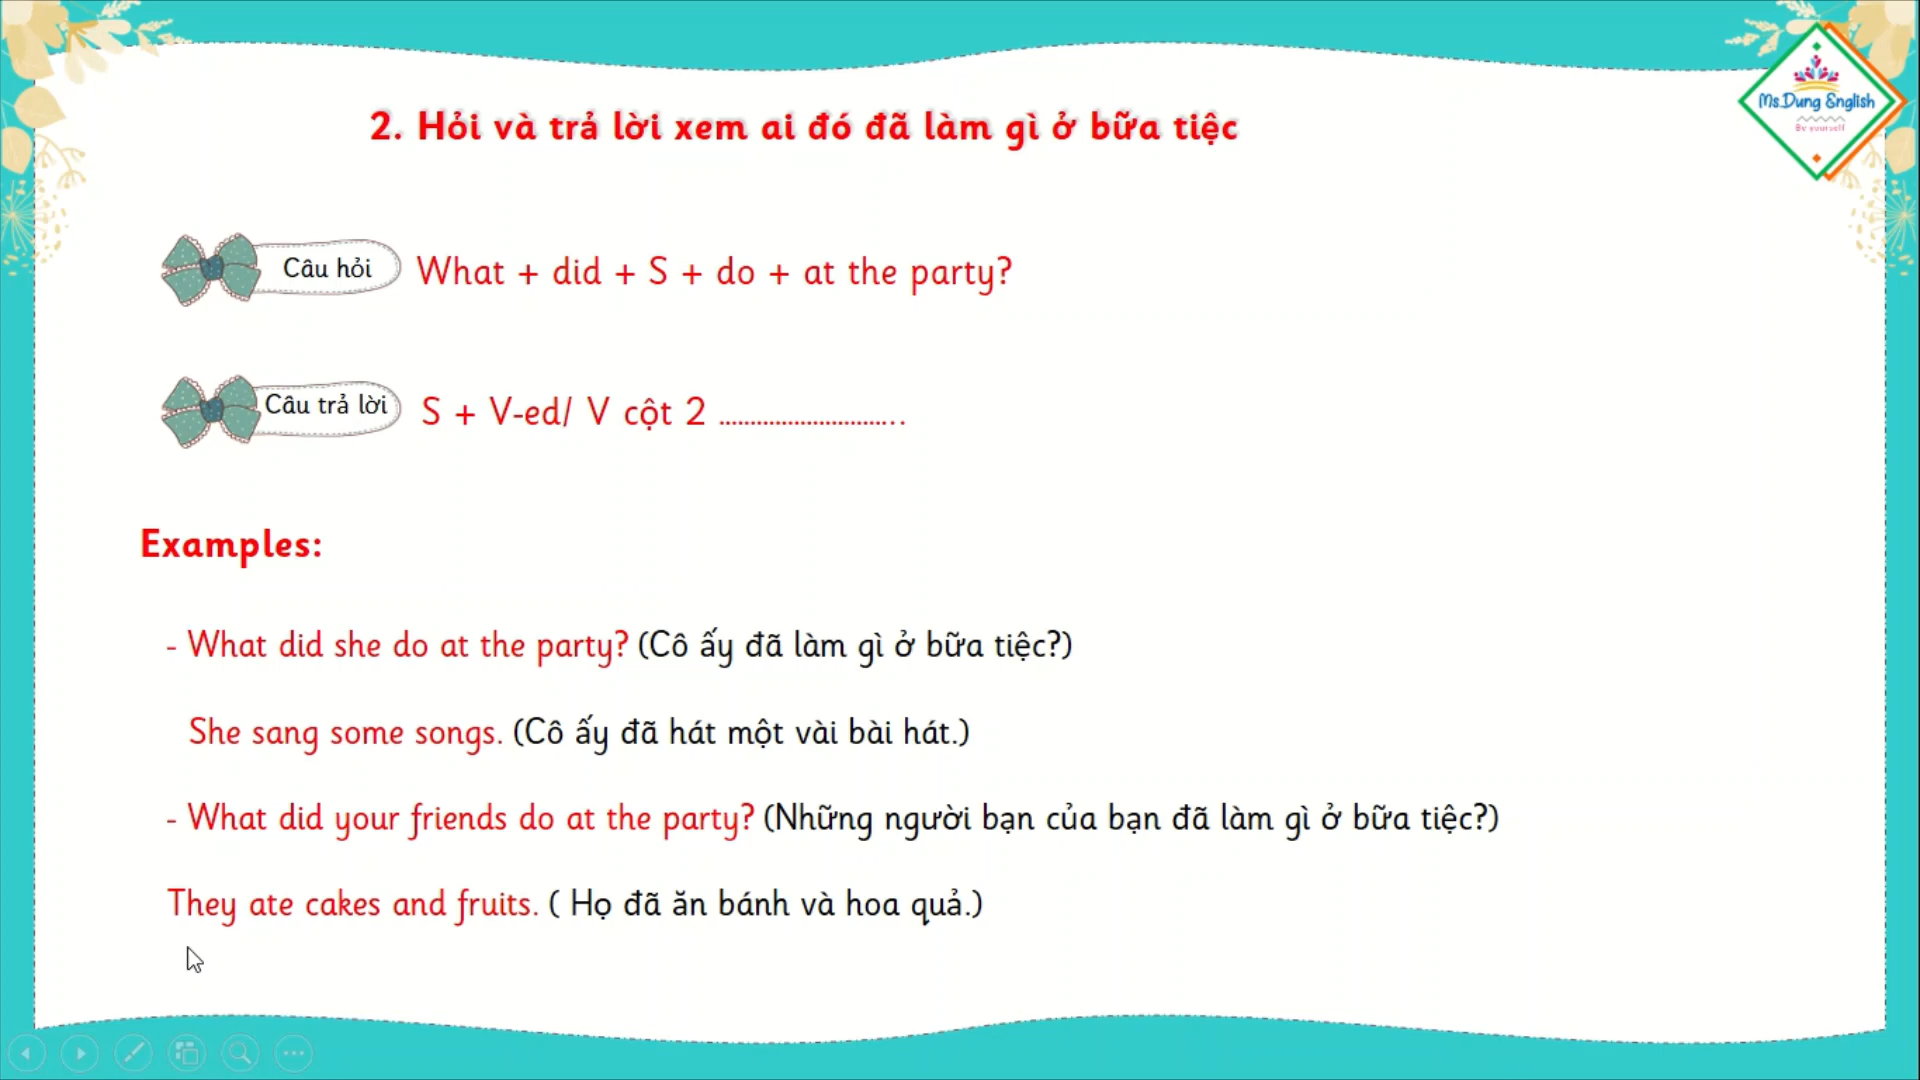 Ms.Dung English
Be yourself
2. Hỏi và trả lời xem ai đó đã làm gì ở bữa tiệc
Câu hỏi What + did + S + do + at the party?
Câu trả lời S + V-ed/ V cột 2 .............................
Examples:
- What did she do at the party? (Cô ấy đã làm gì ở bữa tiệc?)
She sang some songs. (Cô ấy đã hát một vài bài hát.)
- What did your friends do at the party? (Những người bạn của bạn đã làm gì ở bữa tiệc?)
They ate cakes and fruits. ( Họ đã ăn bánh và hoa quả.)